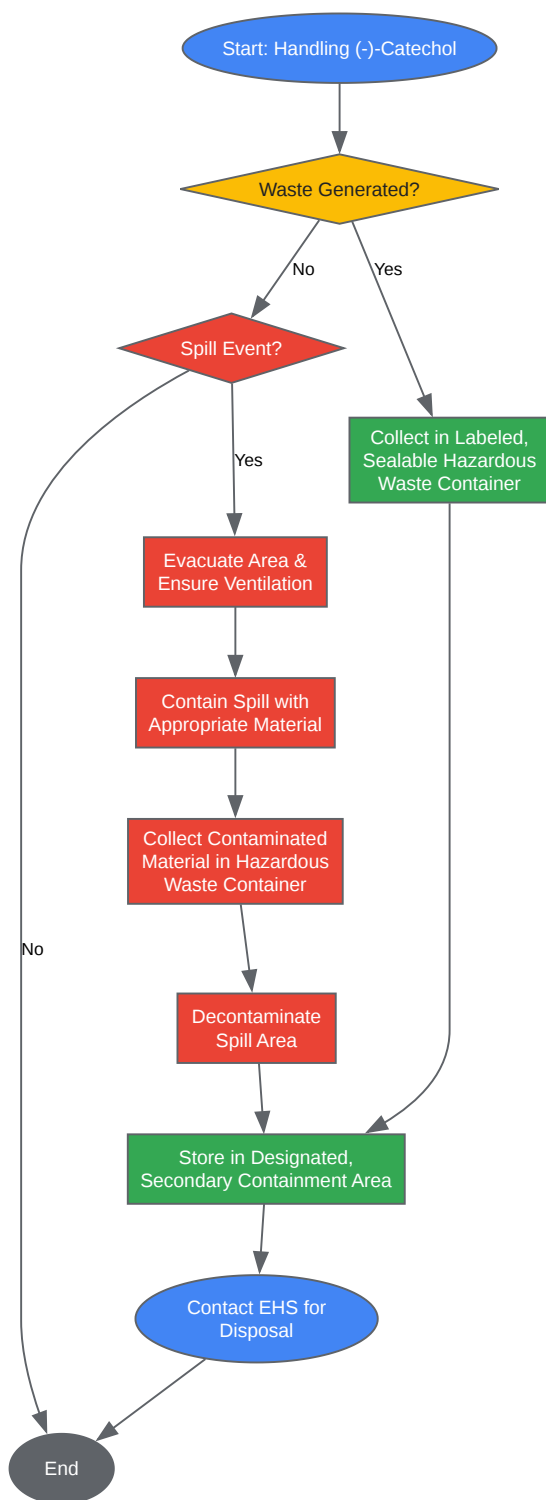 Start: Handling (-)-Catechol
Waste Generated?
No
Yes
Spill Event?
Collect in Labeled,
Sealable Hazardous
Waste Container
Yes
Evacuate Area &
Ensure Ventilation
Contain Spill with
Appropriate Material
Collect Contaminated
Material in Hazardous
Waste Container
No
Decontaminate
Spill Area
Store in Designated,
Secondary Containment Area
Contact EHS for
Disposal
End